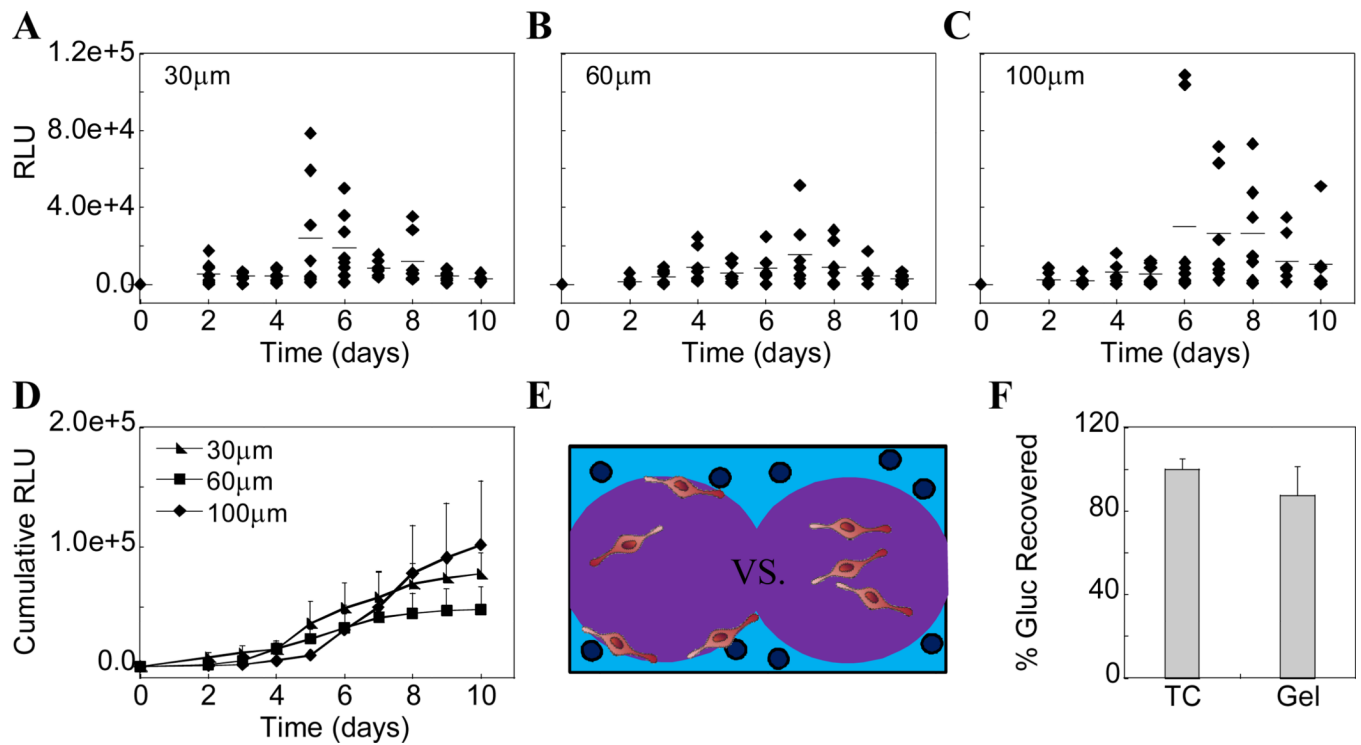 A
B
C
1.2e+5
8.0e+4
4.0e+4
0.0
RLU
30μm
60μm
100μm
0 2 4 6 8 10
0 2 4 6 8 10
0 2 4 6 8 10
Time (days)
Time (days)
Time (days)
D
E
F
2.0e+5
1.0e+5
0.0
Cumulative RLU
30μm
60μm
100μm
0 2 4 6 8 10
Time (days)
VS.
120
80
40
0
% Gluc Recovered
TC Gel